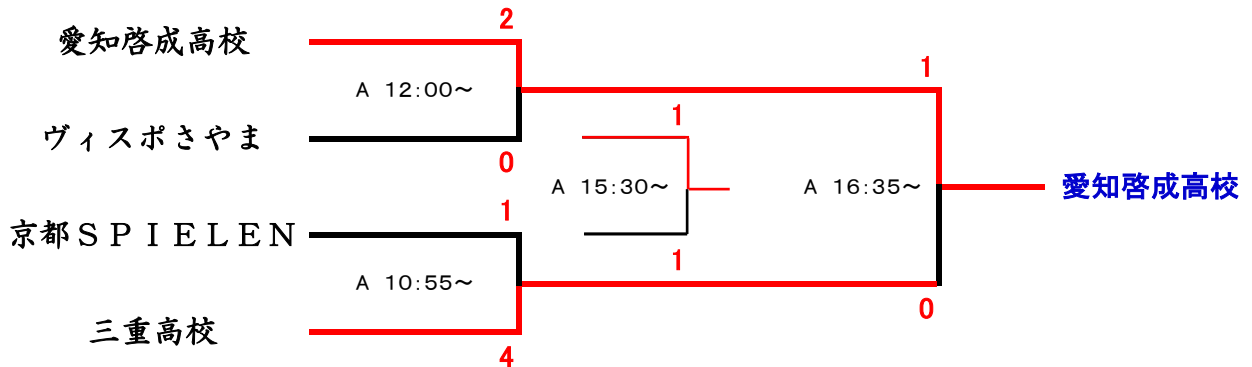 2
愛知啓成高校
1
A 12:00～
1
ヴィスポさやま
0
A 15:30～
A 16:35～
愛知啓成高校
1
京都ＳＰＩＥＬＥＮ
1
A 10:55～
0
三重高校
4